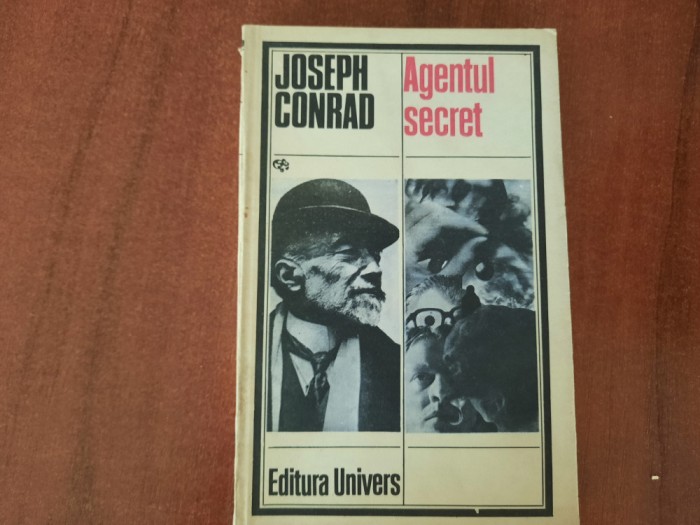 JOSEPH
CONRAD
Agentul
secret
Editura Univers